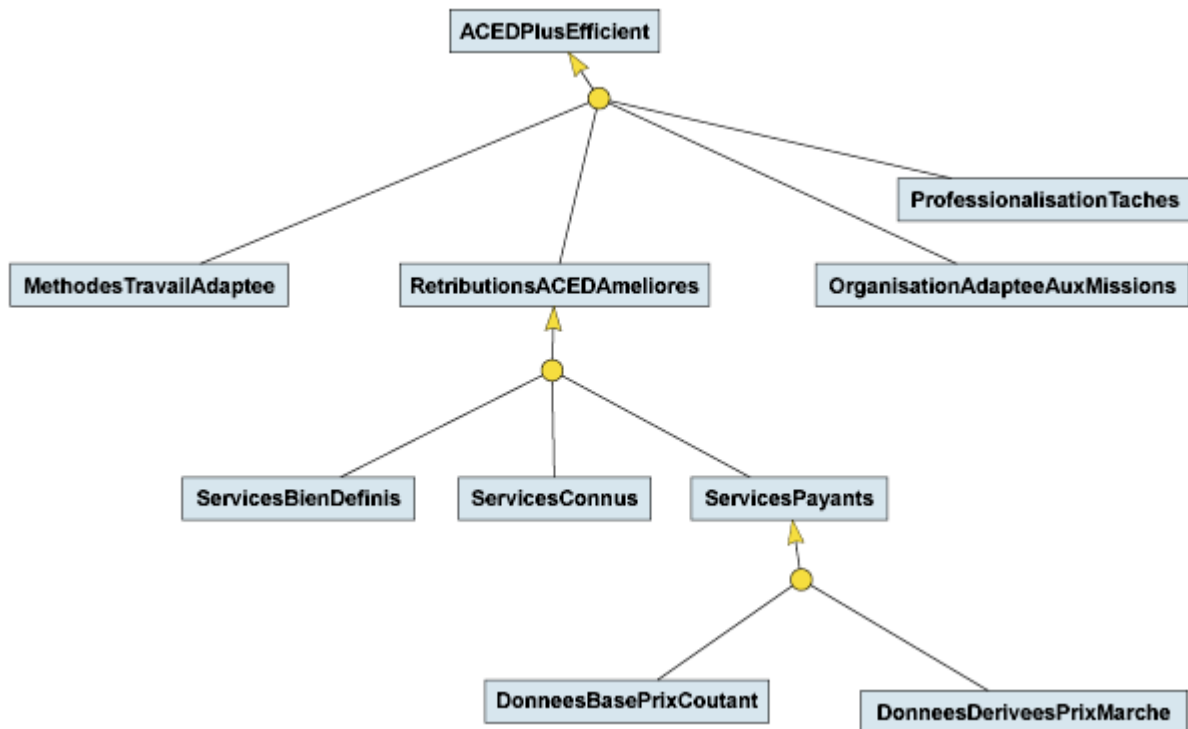 ACEDPlusEfficient
ProfessionalisationTaches
MethodesTravailAdaptee
RetributionsACEDAmeliores
OrganisationAdapteeAuxMissions
ServicesBienDefinis
ServicesConnus
ServicesPayants
DonneesBasePrixCoutant
DonneesDeriveesPrixMarche